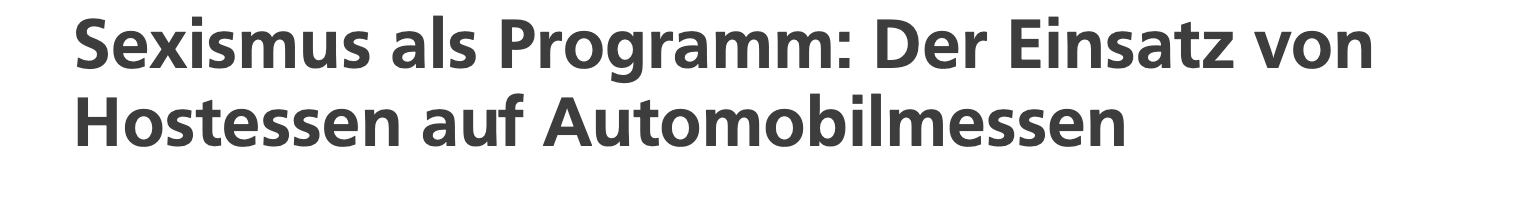 Sexismus als Programm: Der Einsatz von
Hostessen auf Automobilmessen